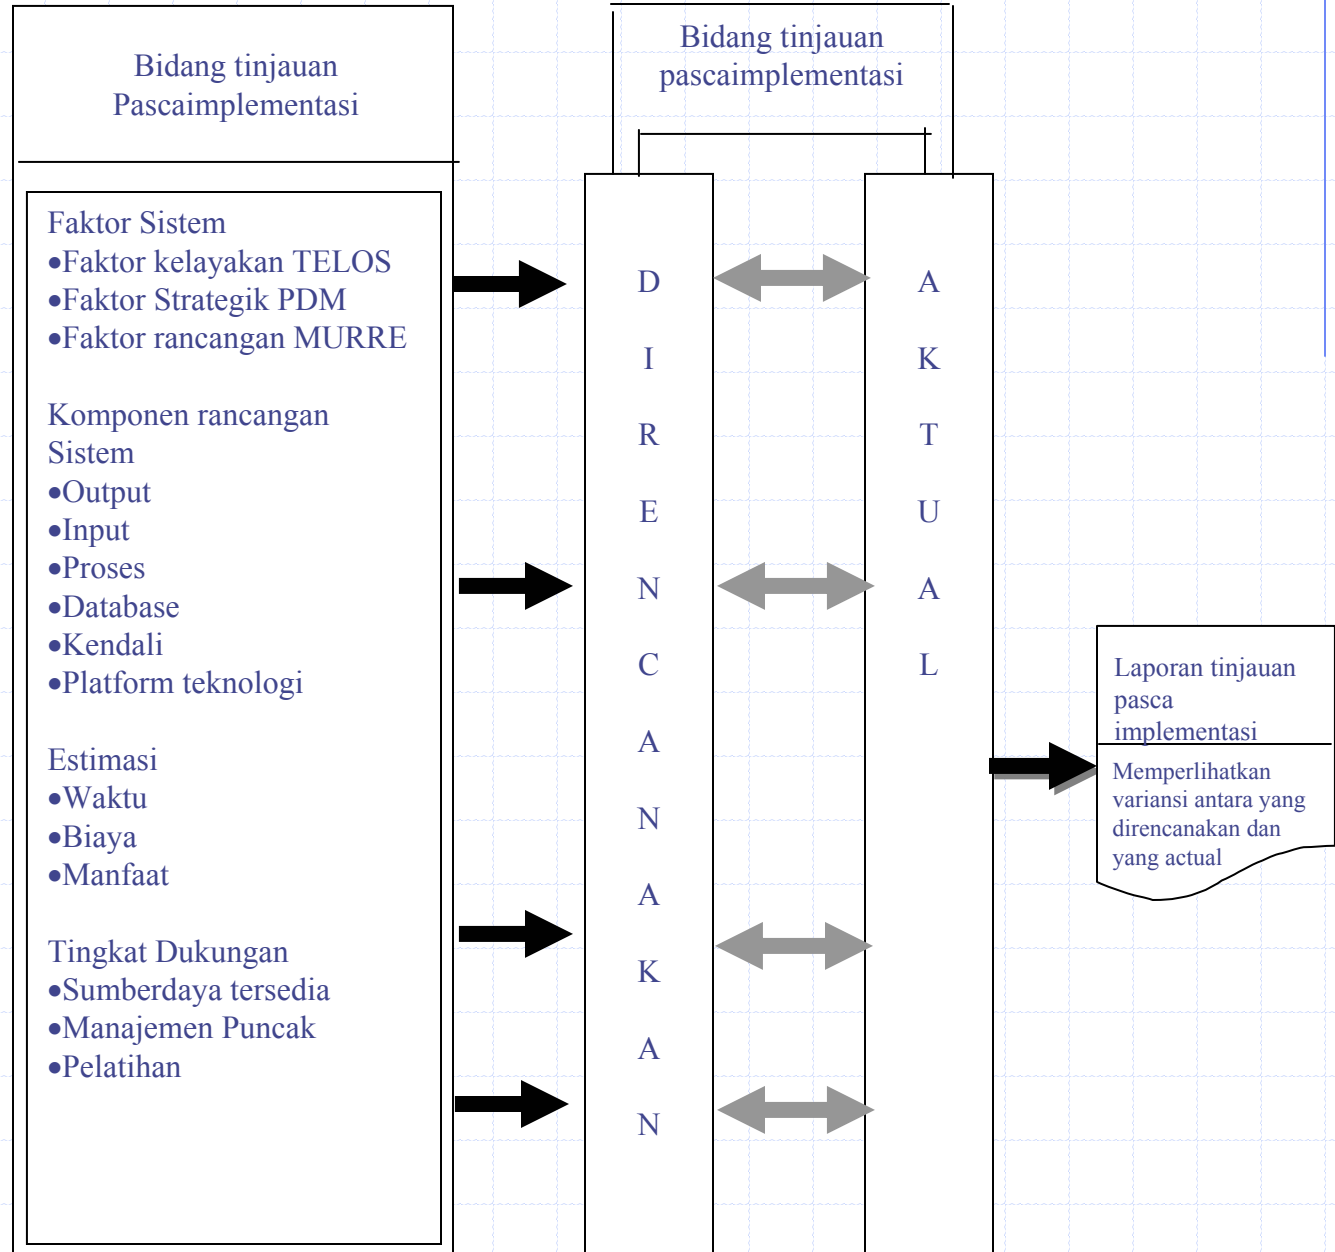 Bidang tinjauan
Pascaimplementasi
Faktor Sistem
•Faktor kelayakan TELOS
•Faktor Strategik PDM
•Faktor rancangan MURRE
Komponen rancangan
Sistem
•Output
•Input
•Proses
•Database
•Kendali
•Platform teknologi
Estimasi
•Waktu
•Biaya
•Manfaat
Tingkat Dukungan
•Sumberdaya tersedia
•Manajemen Puncak
•Pelatihan
Bidang tinjauan
pascaimplementasi
D
I
R
E
N
C
A
N
A
K
A
N
A
K
T
U
A
L
Laporan tinjauan
pasca
implementasi
Memperlihatkan
variansi antara yang
direncanakan dan
yang actual